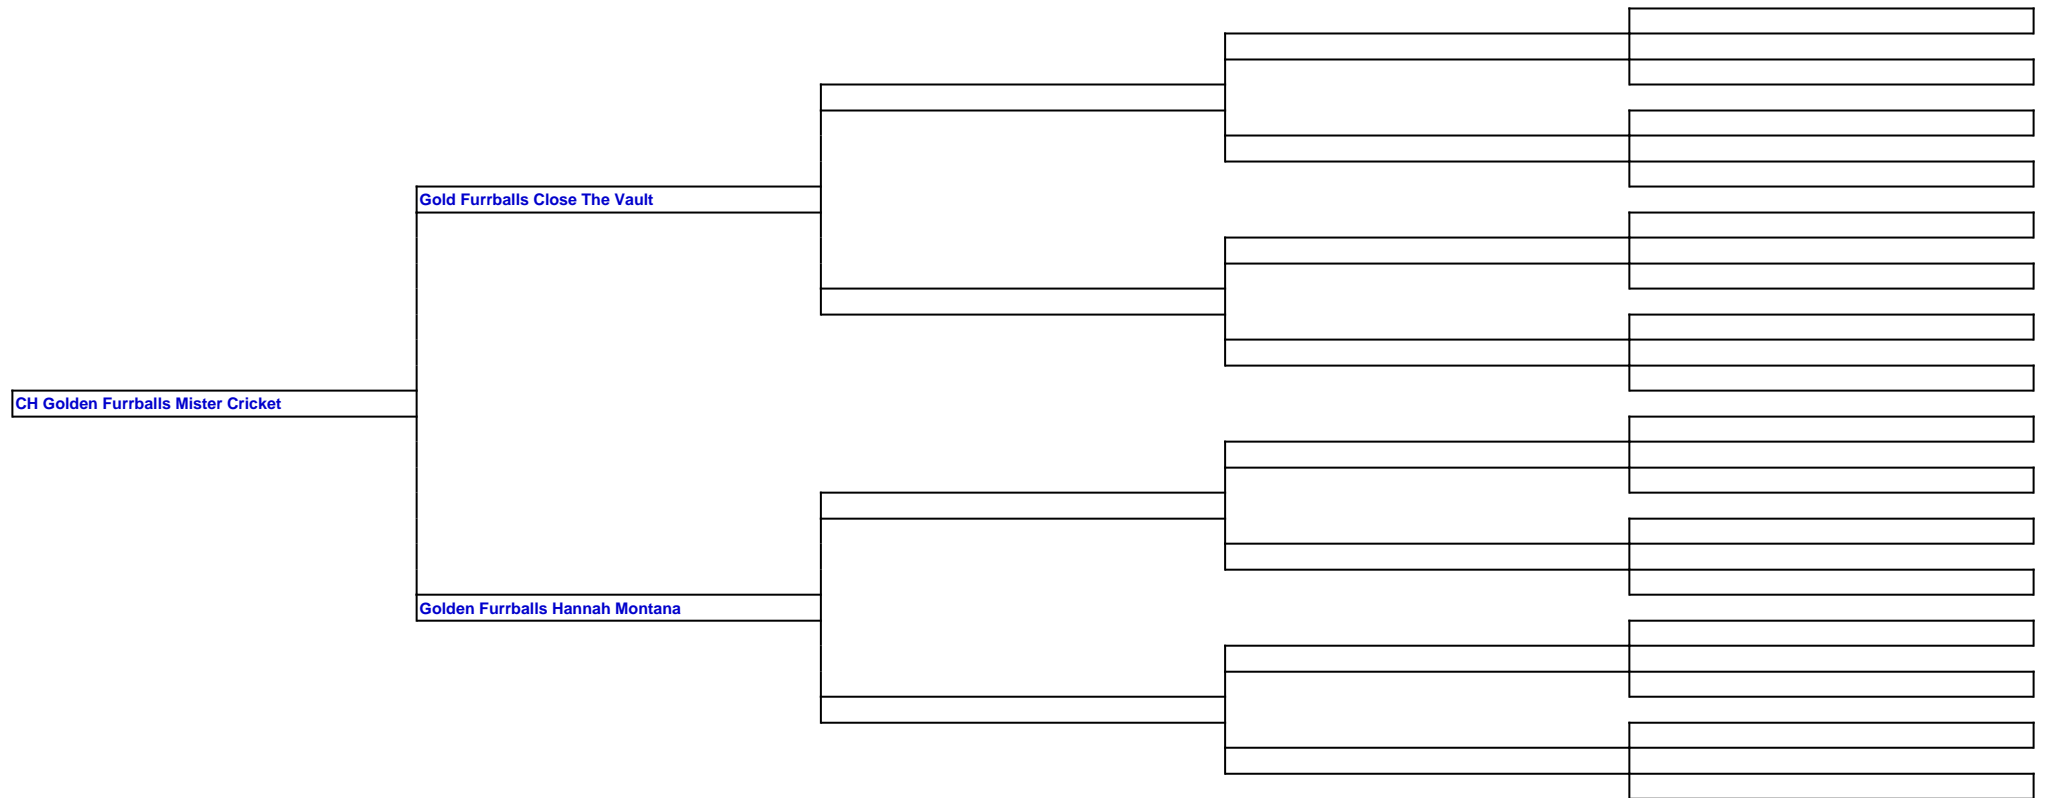 Gold Furrballs Close The Vault
CH Golden Furrballs Mister Cricket
Golden Furrballs Hannah Montana